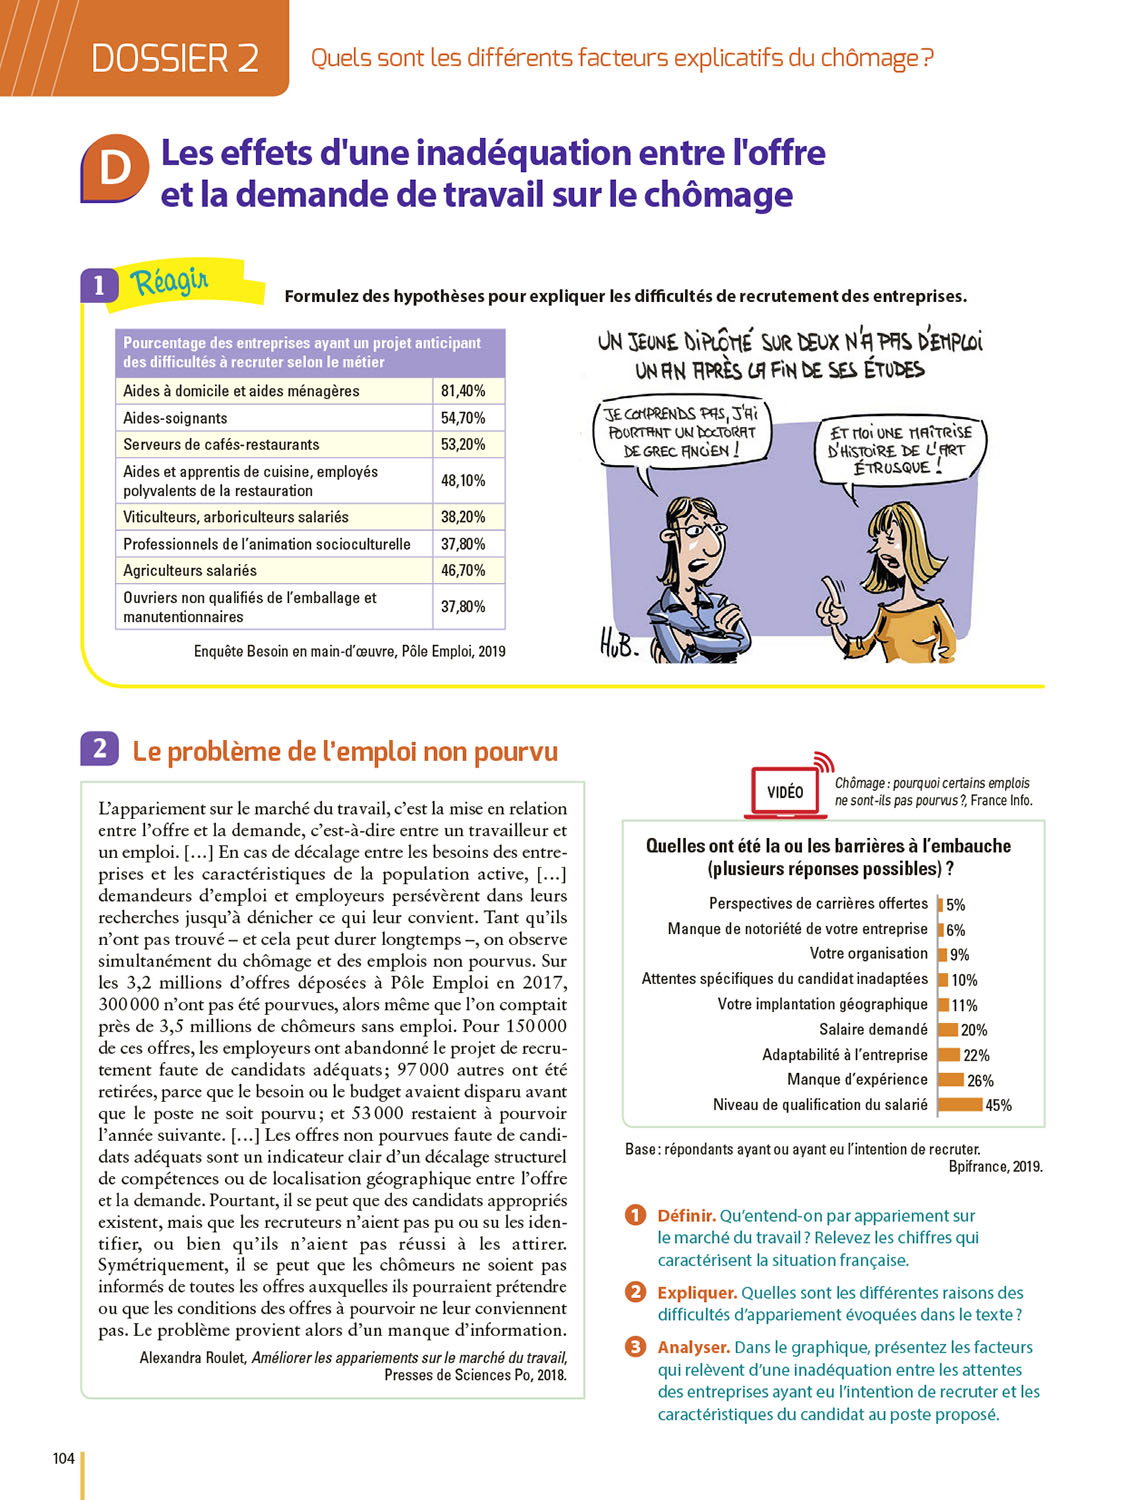 DOSSIER 2
Quels sont les différents facteurs explicatifs du chômage ?
D
Les effets d'une inadéquation entre l'offre
et la demande de travail sur le chômage
1
Réagir
Formulez des hypothèses pour expliquer les difficultés de recrutement des entreprises.
Pourcentage des entreprises ayant un projet anticipant
des difficultés à recruter selon le métier
Aides à domicile et aides ménagères 81,40%
Aides-soignants 54,70%
Serveurs de cafés-restaurants 53,20%
Aides et apprentis de cuisine, employés
polyvalents de la restauration 48,10%
Viticulteurs, arboriculteurs salariés 38,20%
Professionnels de l'animation socioculturelle 37,80%
Agriculteurs salariés 46,70%
Ouvriers non qualifiés de l'emballage et
manutentionnaires 37,80%
Enquête Besoin en main-d'œuvre, Pôle Emploi, 2019
UN JEUNE DIPLÔMÉ SUR DEUX N'A PAS D'EMPLOI
UN AN APRÈS LA FIN DE SES ÉTUDES
JE COMPRENDS PAS, J'AI
POURTANT UN DOCTORAT
DE GREC ANCIEN !
ET MOI UNE MAÎTRISE
D'HISTOIRE DE L'ART
ÉTRUSQUE !
HUB.
2
Le problème de l'emploi non pourvu
L'appariement sur le marché du travail, c'est la mise en relation
entre l'offre et la demande, c'est-à-dire entre un travailleur et
un emploi. […] En cas de décalage entre les besoins des entre-
prises et les caractéristiques de la population active, […]
demandeurs d'emploi et employeurs persévèrent dans leurs
recherches jusqu'à dénicher ce qui leur convient. Tant qu'ils
n'ont pas trouvé – et cela peut durer longtemps –, on observe
simultanément du chômage et des emplois non pourvus. Sur
les 3,2 millions d'offres déposées à Pôle Emploi en 2017,
300 000 n'ont pas été pourvues, alors même que l'on comptait
près de 3,5 millions de chômeurs sans emploi. Pour 150 000
de ces offres, les employeurs ont abandonné le projet de recru-
tement faute de candidats adéquats ; 97 000 autres ont été
retirées, parce que le besoin ou le budget avaient disparu avant
que le poste ne soit pourvu ; et 53 000 restaient à pourvoir
l'année suivante. […] Les offres non pourvues faute de candi-
dats adéquats sont un indicateur clair d'un décalage structurel
de compétences ou de localisation géographique entre l'offre
et la demande. Pourtant, il se peut que des candidats appropriés
existent, mais que les recruteurs n'aient pas pu ou su les iden-
tifier, ou bien qu'ils n'aient pas réussi à les attirer.
Symétriquement, il se peut que les chômeurs ne soient pas
informés de toutes les offres auxquelles ils pourraient prétendre
ou que les conditions des offres à pourvoir ne leur conviennent
pas. Le problème provient alors d'un manque d'information.
Alexandra Roulet, Améliorer les appariements sur le marché du travail,
Presses de Sciences Po, 2018.
VIDÉO
Chômage : pourquoi certains emplois
ne sont-ils pas pourvus ?, France Info.
Quelles ont été la ou les barrières à l'embauche
(plusieurs réponses possibles) ?
Perspectives de carrières offertes 5%
Manque de notoriété de votre entreprise 6%
Votre organisation 9%
Attentes spécifiques du candidat inadaptées 10%
Votre implantation géographique 11%
Salaire demandé 20%
Adaptabilité à l'entreprise 22%
Manque d'expérience 26%
Niveau de qualification du salarié 45%
Base : répondants ayant ou ayant eu l'intention de recruter.
Bpifrance, 2019.
1 Définir. Qu'entend-on par appariement sur
le marché du travail ? Relevez les chiffres qui
caractérisent la situation française.
2 Expliquer. Quelles sont les différentes raisons des
difficultés d'appariement évoquées dans le texte ?
3 Analyser. Dans le graphique, présentez les facteurs
qui relèvent d'une inadéquation entre les attentes
des entreprises ayant eu l'intention de recruter et les
caractéristiques du candidat au poste proposé.
104